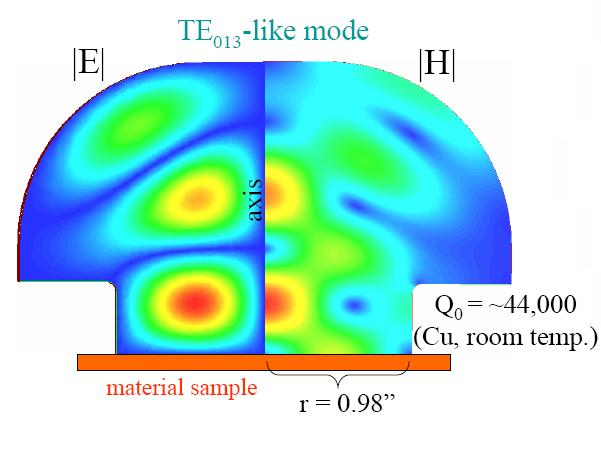 TE013-like mode
|E|
|H|
axis
Q0 = ~44,000
(Cu, room temp.)
material sample
r = 0.98”